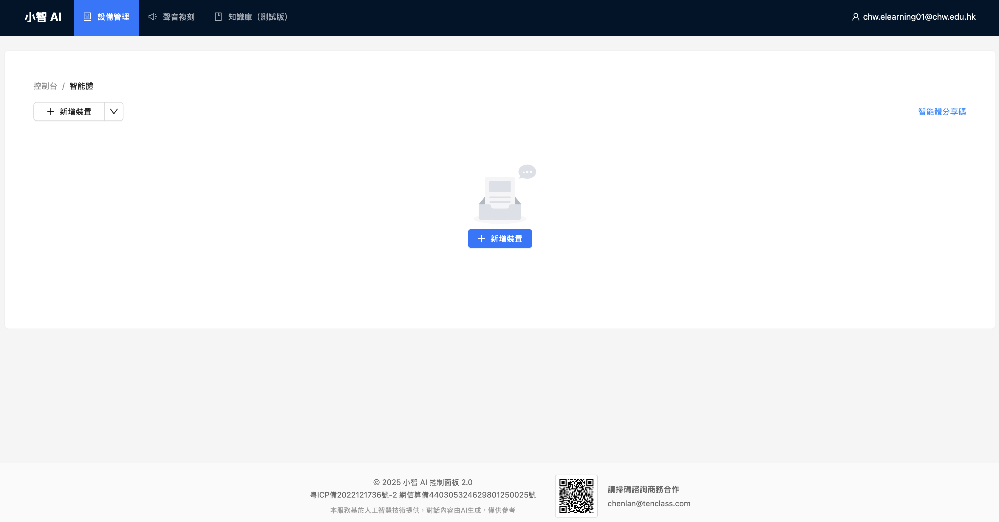 小智 AI
設備管理
聲音複刻
知識庫（測試版）
chw.elearning01@chw.edu.hk
控制台 / 智能體
新增裝置
智能體分享碼
新增裝置
© 2025 小智 AI 控制面板 2.0
粵ICP備2022121736號-2 網信算備440305324629801250025號
本服務基於人工智慧技術提供，對話內容由AI生成，僅供參考
請掃碼諮詢商務合作
chenlan@tenclass.com